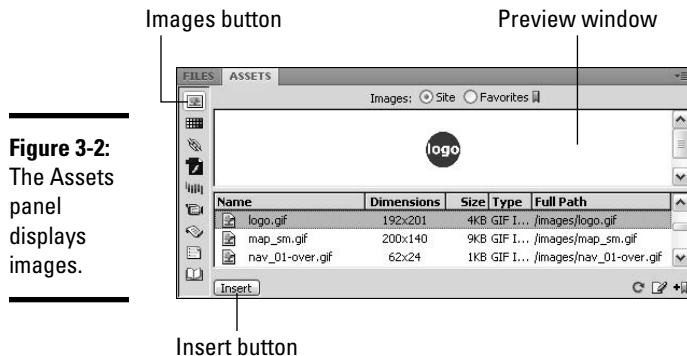 Images button
Preview window
FILES ASSETS
Images: Site Favorites
logo
Figure 3-2:
The Assets
panel
displays
images.
Name Dimensions Size Type Full Path
logo.gif 192x201 4KB GIF I... /images/logo.gif
map_sm.gif 200x140 9KB GIF I... /images/map_sm.gif
nav_01-over.gif 62x24 1KB GIF I... /images/nav_01-over.gif
Insert
Insert button